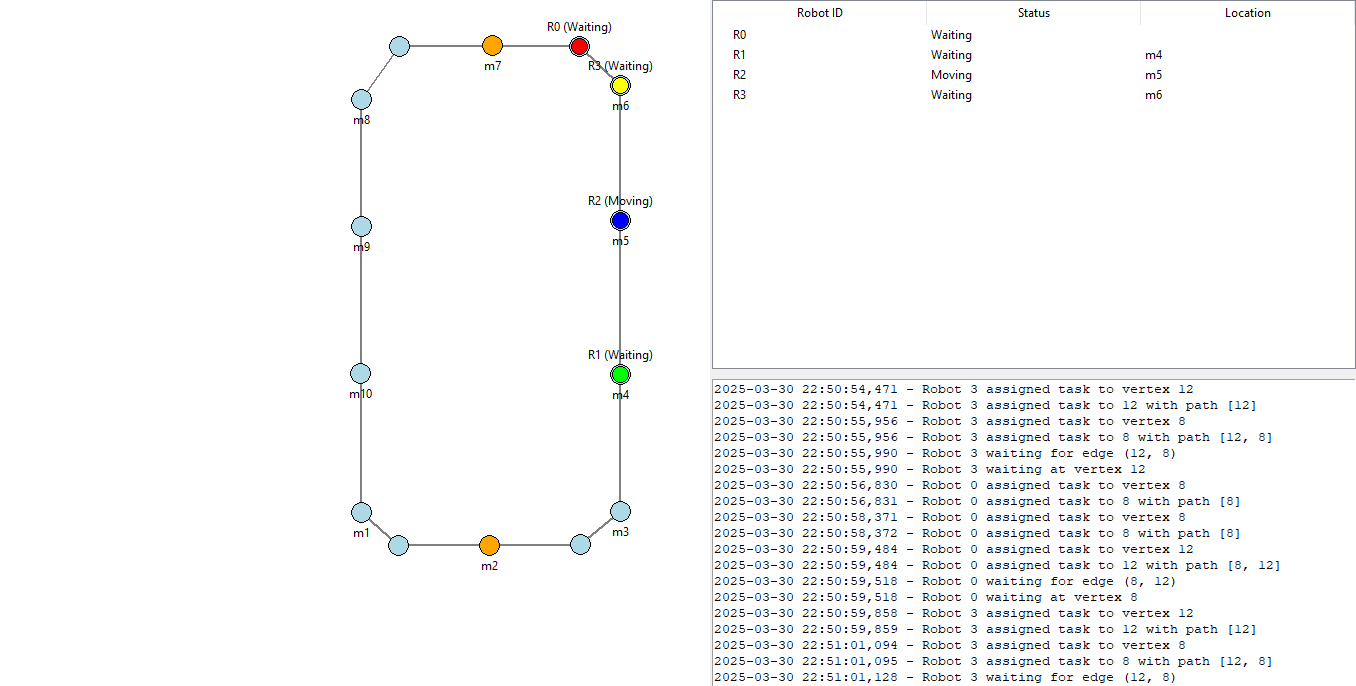 R0 (Waiting)
m7
R3 (Waiting)
m6
m8
R2 (Moving)
m5
m9
R1 (Waiting)
m4
m10
m1
m3
m2
Robot ID Status Location
R0 Waiting
R1 Waiting m4
R2 Moving m5
R3 Waiting m6
2025-03-30 22:50:54,471 - Robot 3 assigned task to vertex 12
2025-03-30 22:50:54,471 - Robot 3 assigned task to 12 with path [12]
2025-03-30 22:50:55,956 - Robot 3 assigned task to vertex 8
2025-03-30 22:50:55,956 - Robot 3 assigned task to 8 with path [12, 8]
2025-03-30 22:50:55,990 - Robot 3 waiting for edge (12, 8)
2025-03-30 22:50:55,990 - Robot 3 waiting at vertex 12
2025-03-30 22:50:56,830 - Robot 0 assigned task to vertex 8
2025-03-30 22:50:56,831 - Robot 0 assigned task to 8 with path [8]
2025-03-30 22:50:58,371 - Robot 0 assigned task to vertex 8
2025-03-30 22:50:58,372 - Robot 0 assigned task to 8 with path [8]
2025-03-30 22:50:59,484 - Robot 0 assigned task to vertex 12
2025-03-30 22:50:59,484 - Robot 0 assigned task to 12 with path [8, 12]
2025-03-30 22:50:59,518 - Robot 0 waiting for edge (8, 12)
2025-03-30 22:50:59,518 - Robot 0 waiting at vertex 8
2025-03-30 22:50:59,858 - Robot 3 assigned task to vertex 12
2025-03-30 22:50:59,859 - Robot 3 assigned task to 12 with path [12]
2025-03-30 22:51:01,094 - Robot 3 assigned task to vertex 8
2025-03-30 22:51:01,095 - Robot 3 assigned task to 8 with path [12, 8]
2025-03-30 22:51:01,128 - Robot 3 waiting for edge (12, 8)